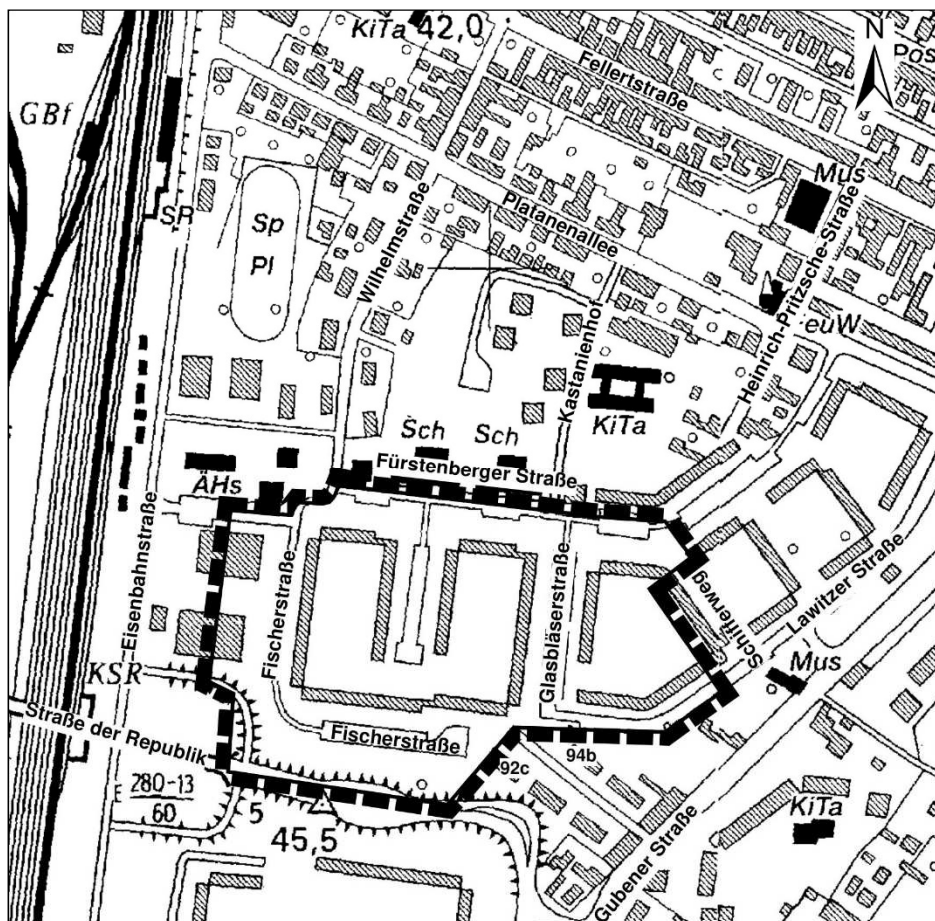 KiTa 42,0
N
Pos
Fellertstraße
GBf
Mus
SR
Sp
Pl
Wilhelmstraße
Platanenallee
Heinrich-Pritzsche-Straße
euW
Kastanienhof
KiTa
Sch
Sch
Fürstenberger Straße
ÄHs
Eisenbahnstraße
Fischerstraße
Glasbläserstraße
Schifferweg
Lawitzer Straße
KSR
Mus
Straße der Republik
Fischerstraße
92c
94b
280-13
60
5
45,5
KiTa
Gubener Straße